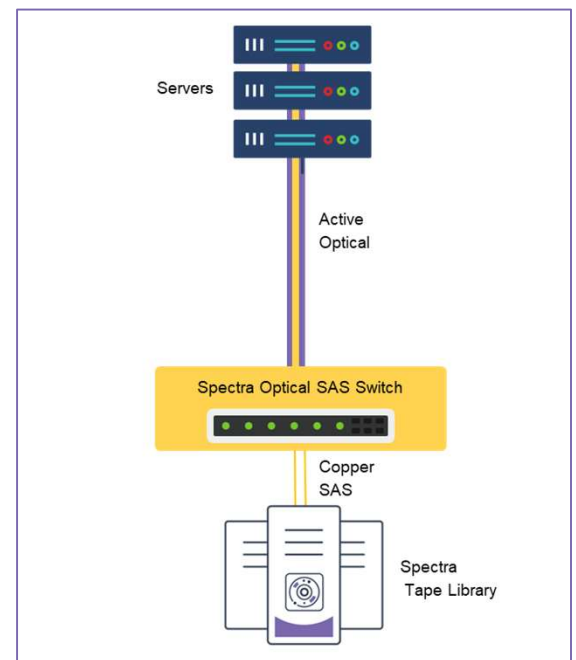 Servers
Active
Optical
Spectra Optical SAS Switch
Copper
SAS
Spectra
Tape Library